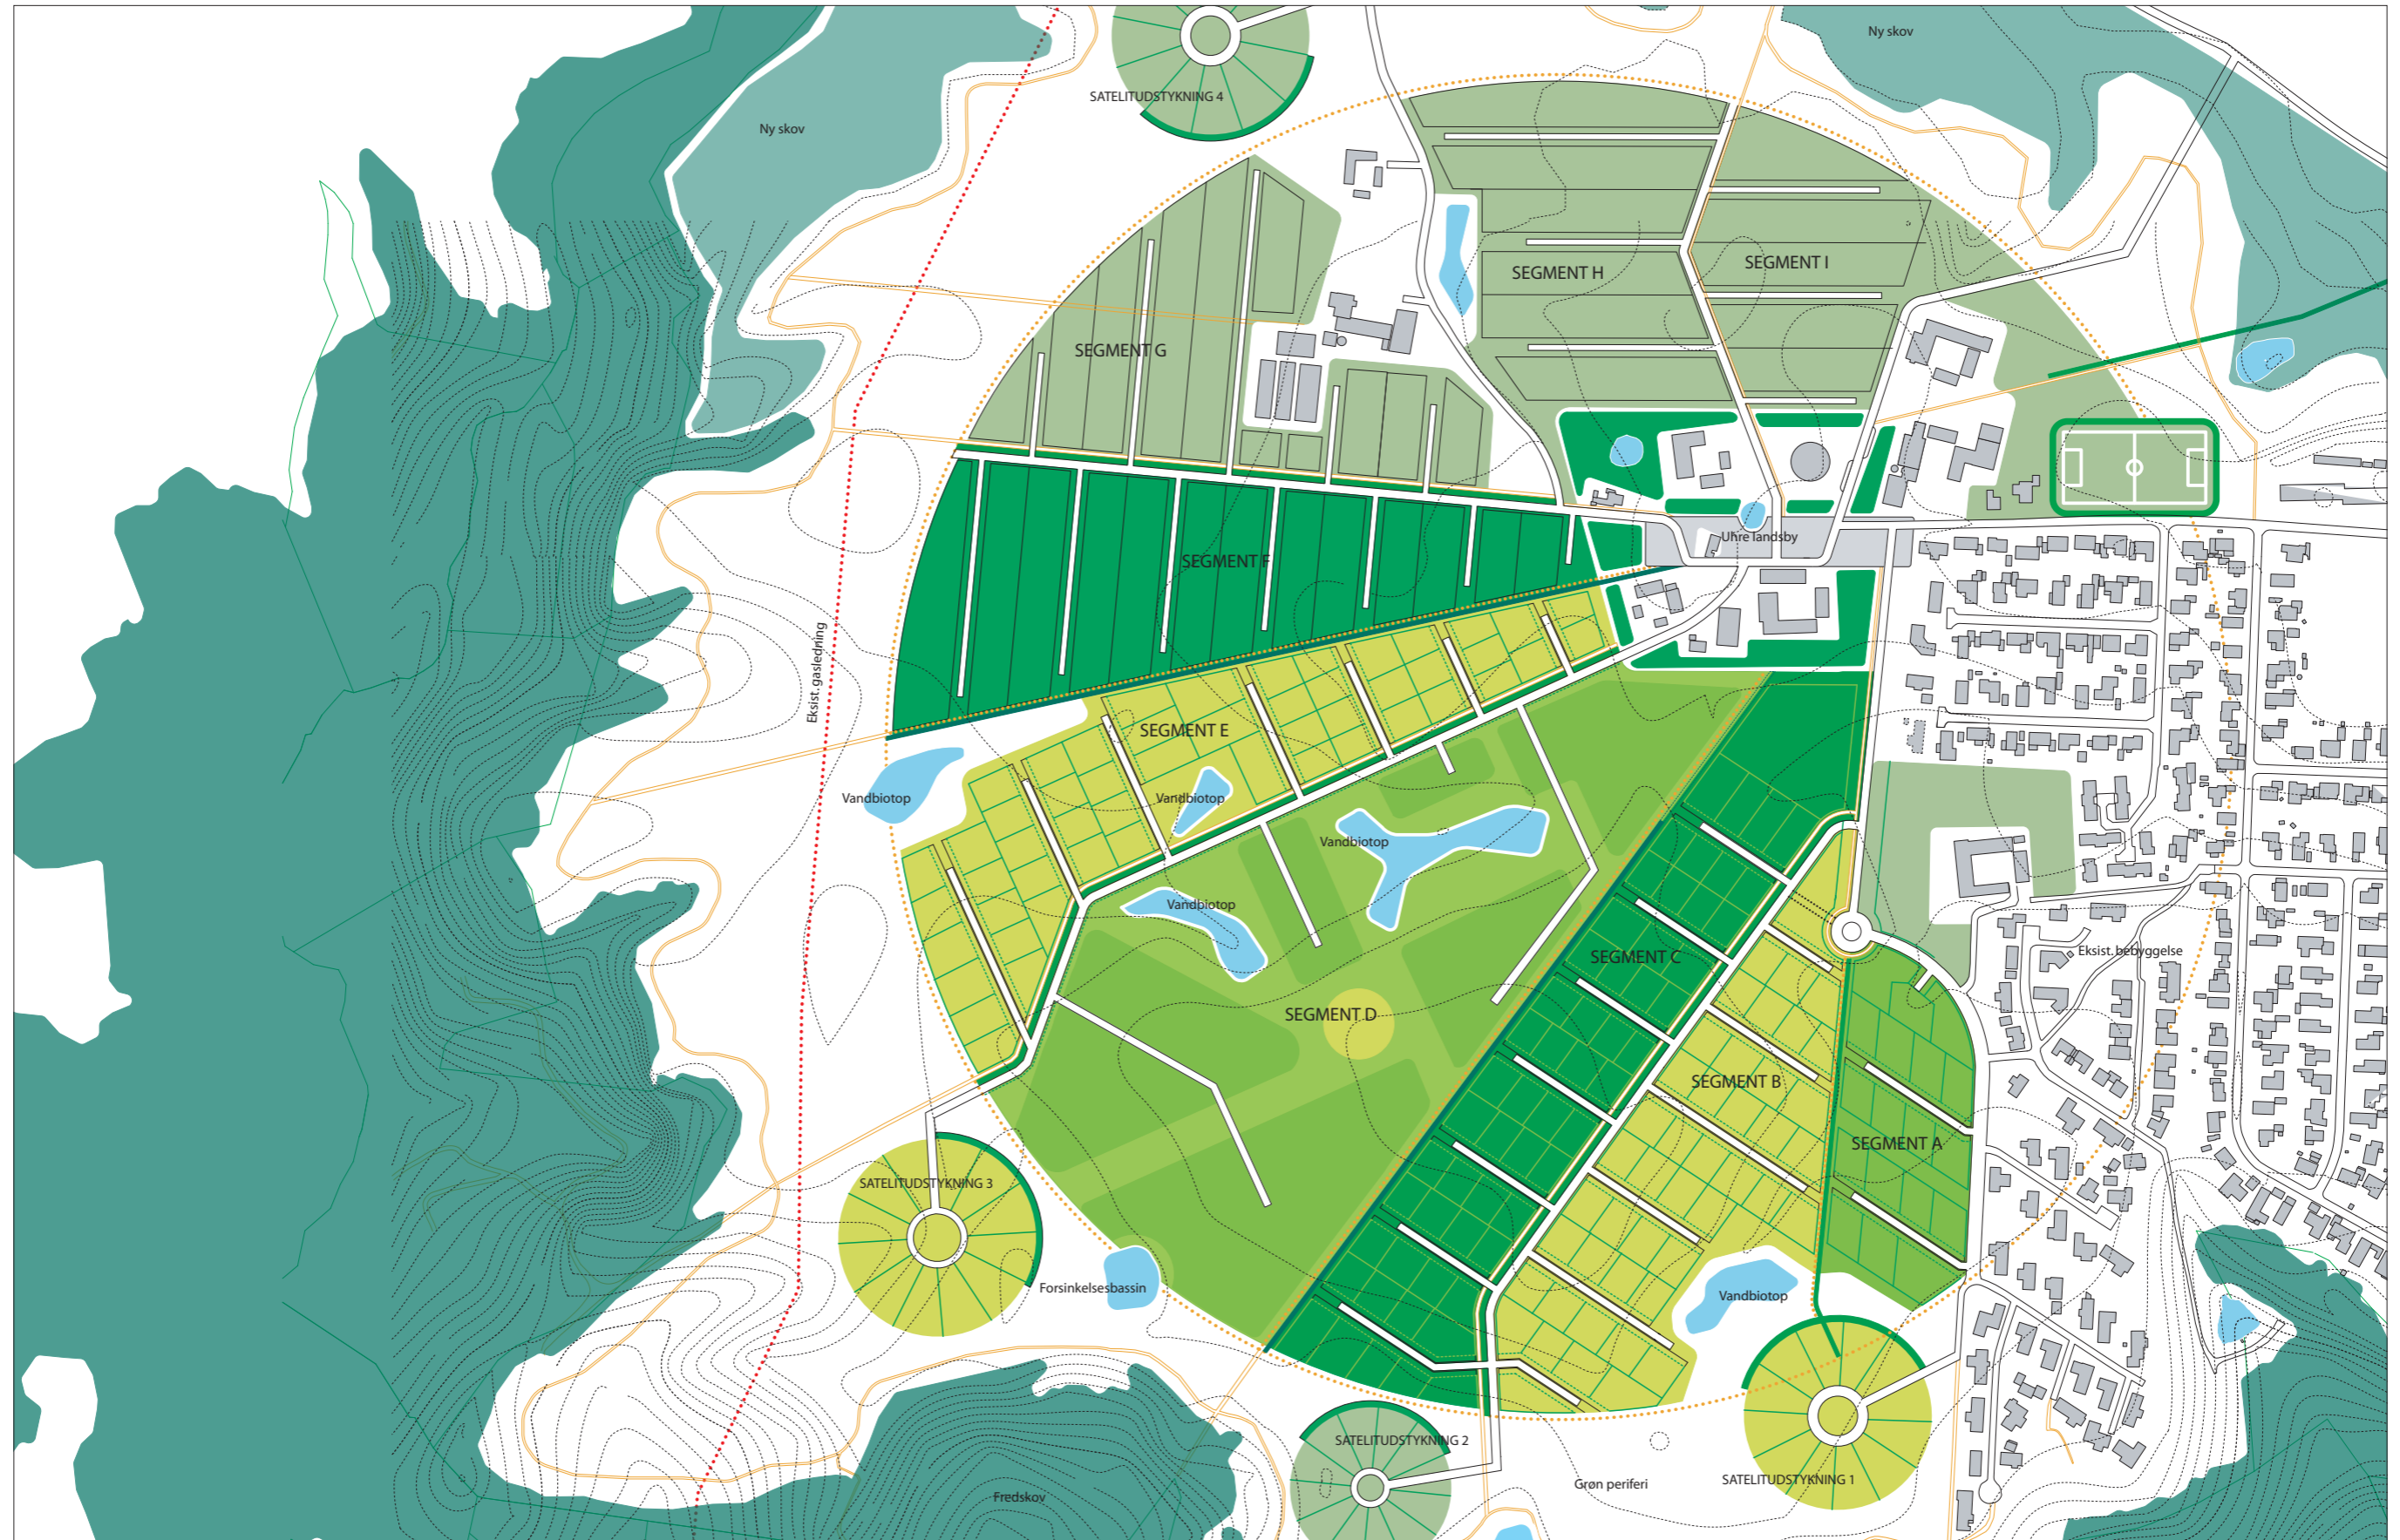 Ny skov
SATELITUDSTYKNING 4
Ny skov
SEGMENT H
SEGMENT I
SEGMENT G
Uhre landsby
SEGMENT F
Eksist. gasledning
SEGMENT E
Vandbiotop
Vandbiotop
Vandbiotop
Vandbiotop
Eksist. bebyggelse
SEGMENT C
SEGMENT D
SEGMENT B
SEGMENT A
SATELITUDSTYKNING 3
Forsinkelsesbassin
Vandbiotop
SATELITUDSTYKNING 2
SATELITUDSTYKNING 1
Grøn periferi
Fredskov